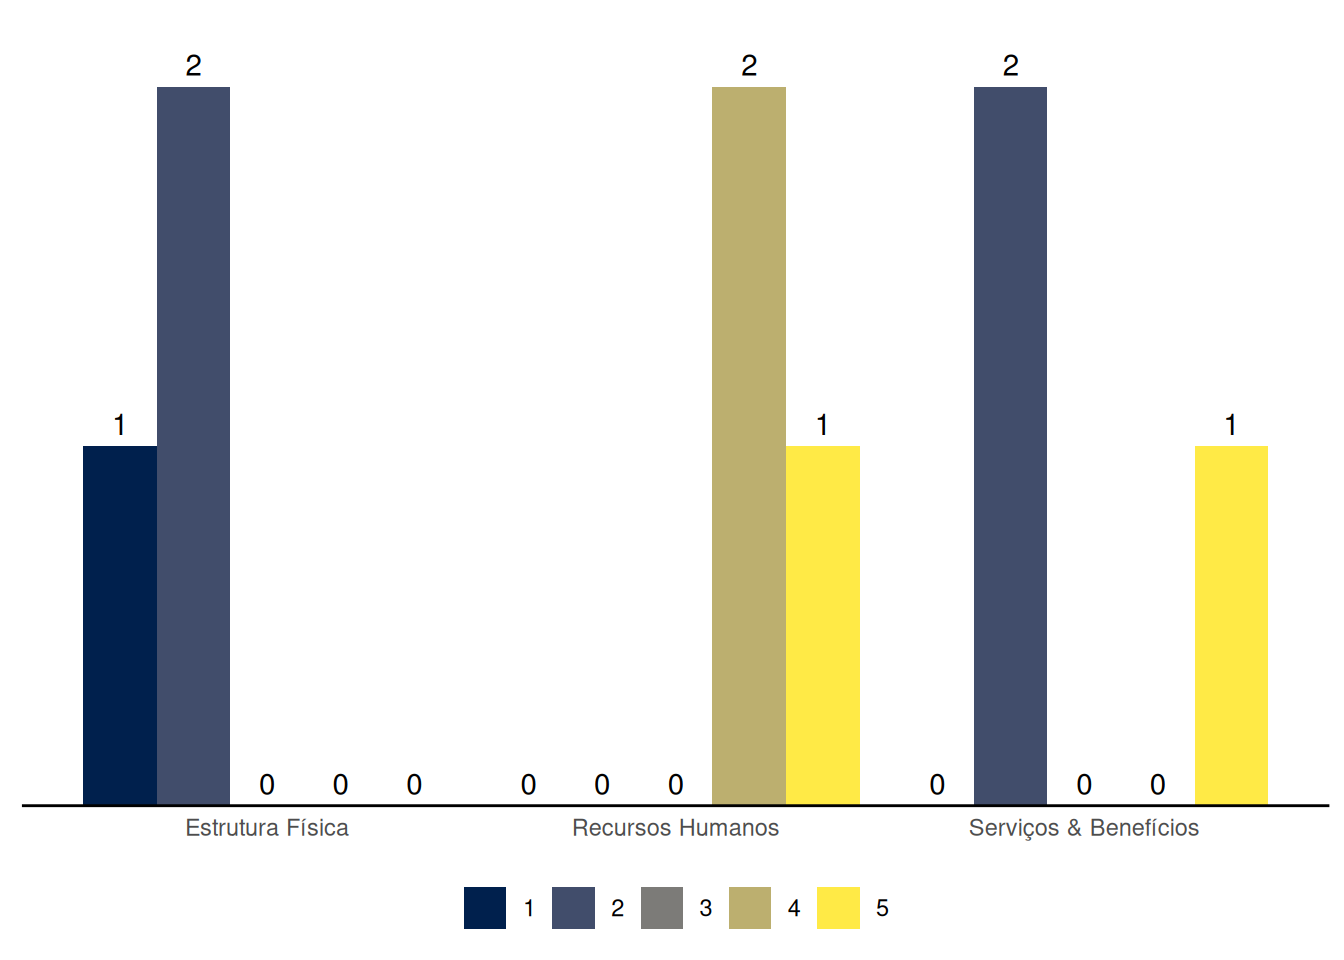 2 2 2
1 1 1
0 0 0 0 0 0 0 0 0
Estrutura Física Recursos Humanos Serviços & Benefícios
1 2 3 4 5